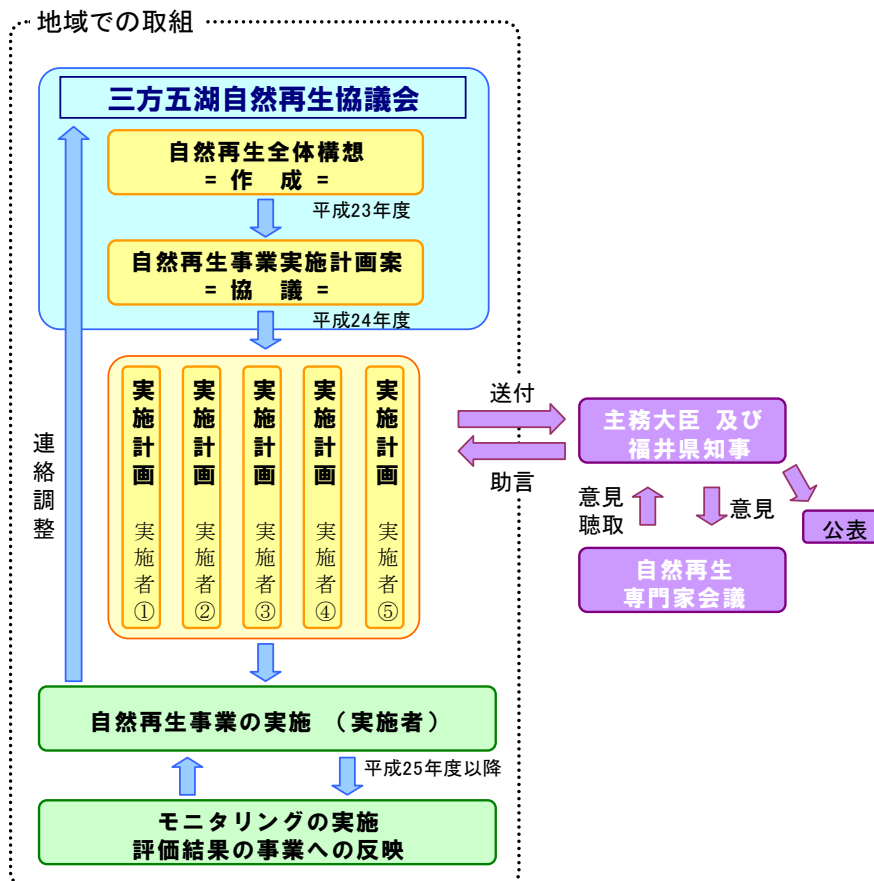 地域での取組
三方五湖自然再生協議会
自然再生全体構想
= 作 成 =
平成23年度
自然再生事業実施計画案
= 協 議 =
平成24年度
実施計画 実施者①
実施計画 実施者②
実施計画 実施者③
実施計画 実施者④
実施計画 実施者⑤
連絡調整
送付
助言
主務大臣 及び
福井県知事
意見
聴取
意見
公表
自然再生
専門家会議
自然再生事業の実施 (実施者)
平成25年度以降
モニタリングの実施
評価結果の事業への反映